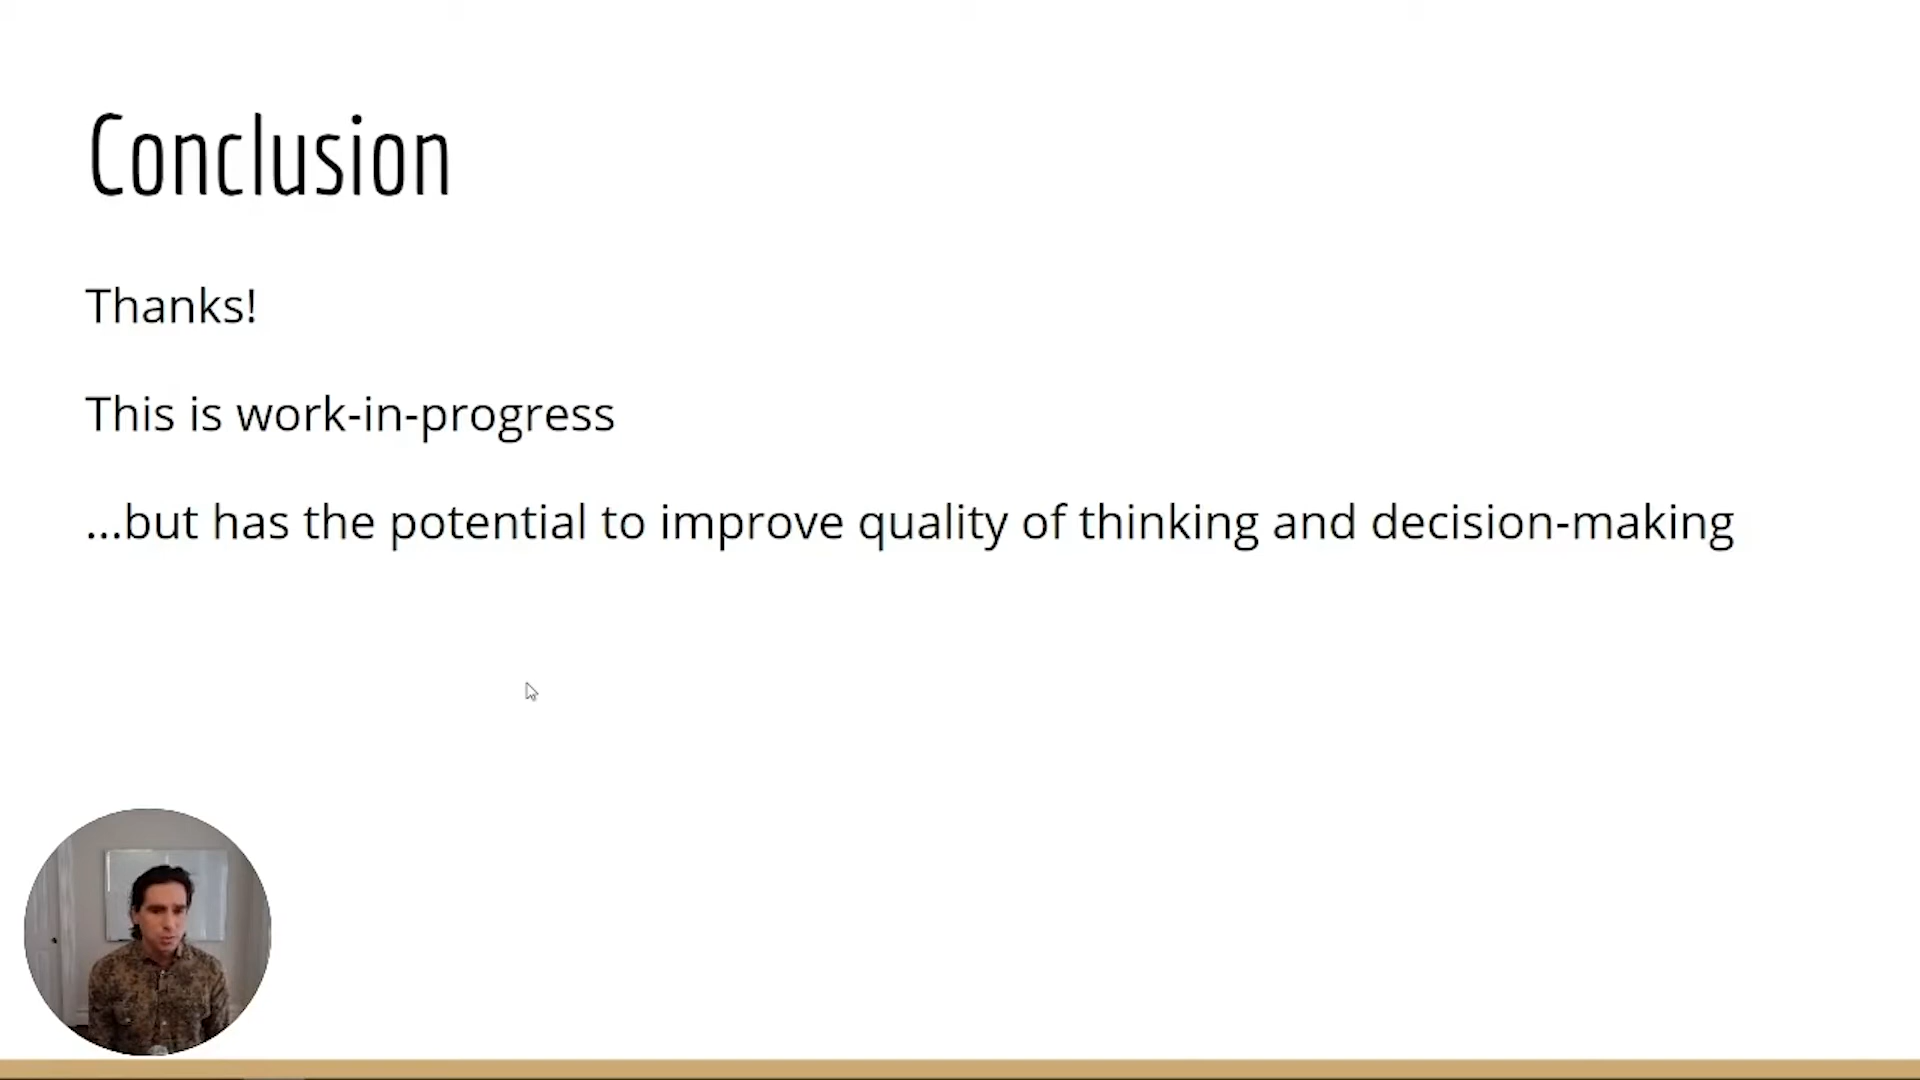 Conclusion
Thanks!
This is work-in-progress
...but has the potential to improve quality of thinking and decision-making